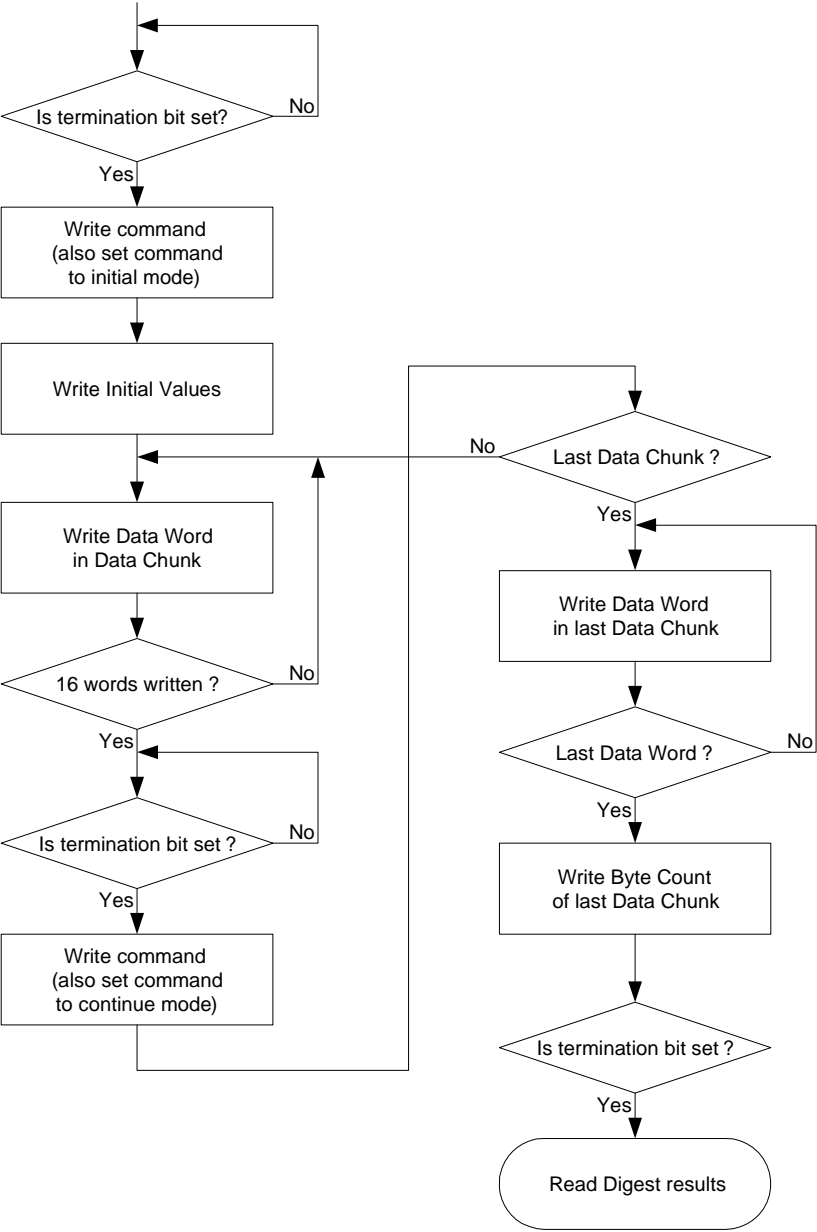 Is termination bit set?
No
Yes
Write command
(also set command
to initial mode)
Write Initial Values
Write Data Word
in Data Chunk
16 words written ?
No
Yes
Is termination bit set ?
No
Yes
Write command
(also set command
to continue mode)
Last Data Chunk ?
No
Yes
Write Data Word
in last Data Chunk
Last Data Word ?
No
Yes
Write Byte Count
of last Data Chunk
Is termination bit set ?
Yes
Read Digest results